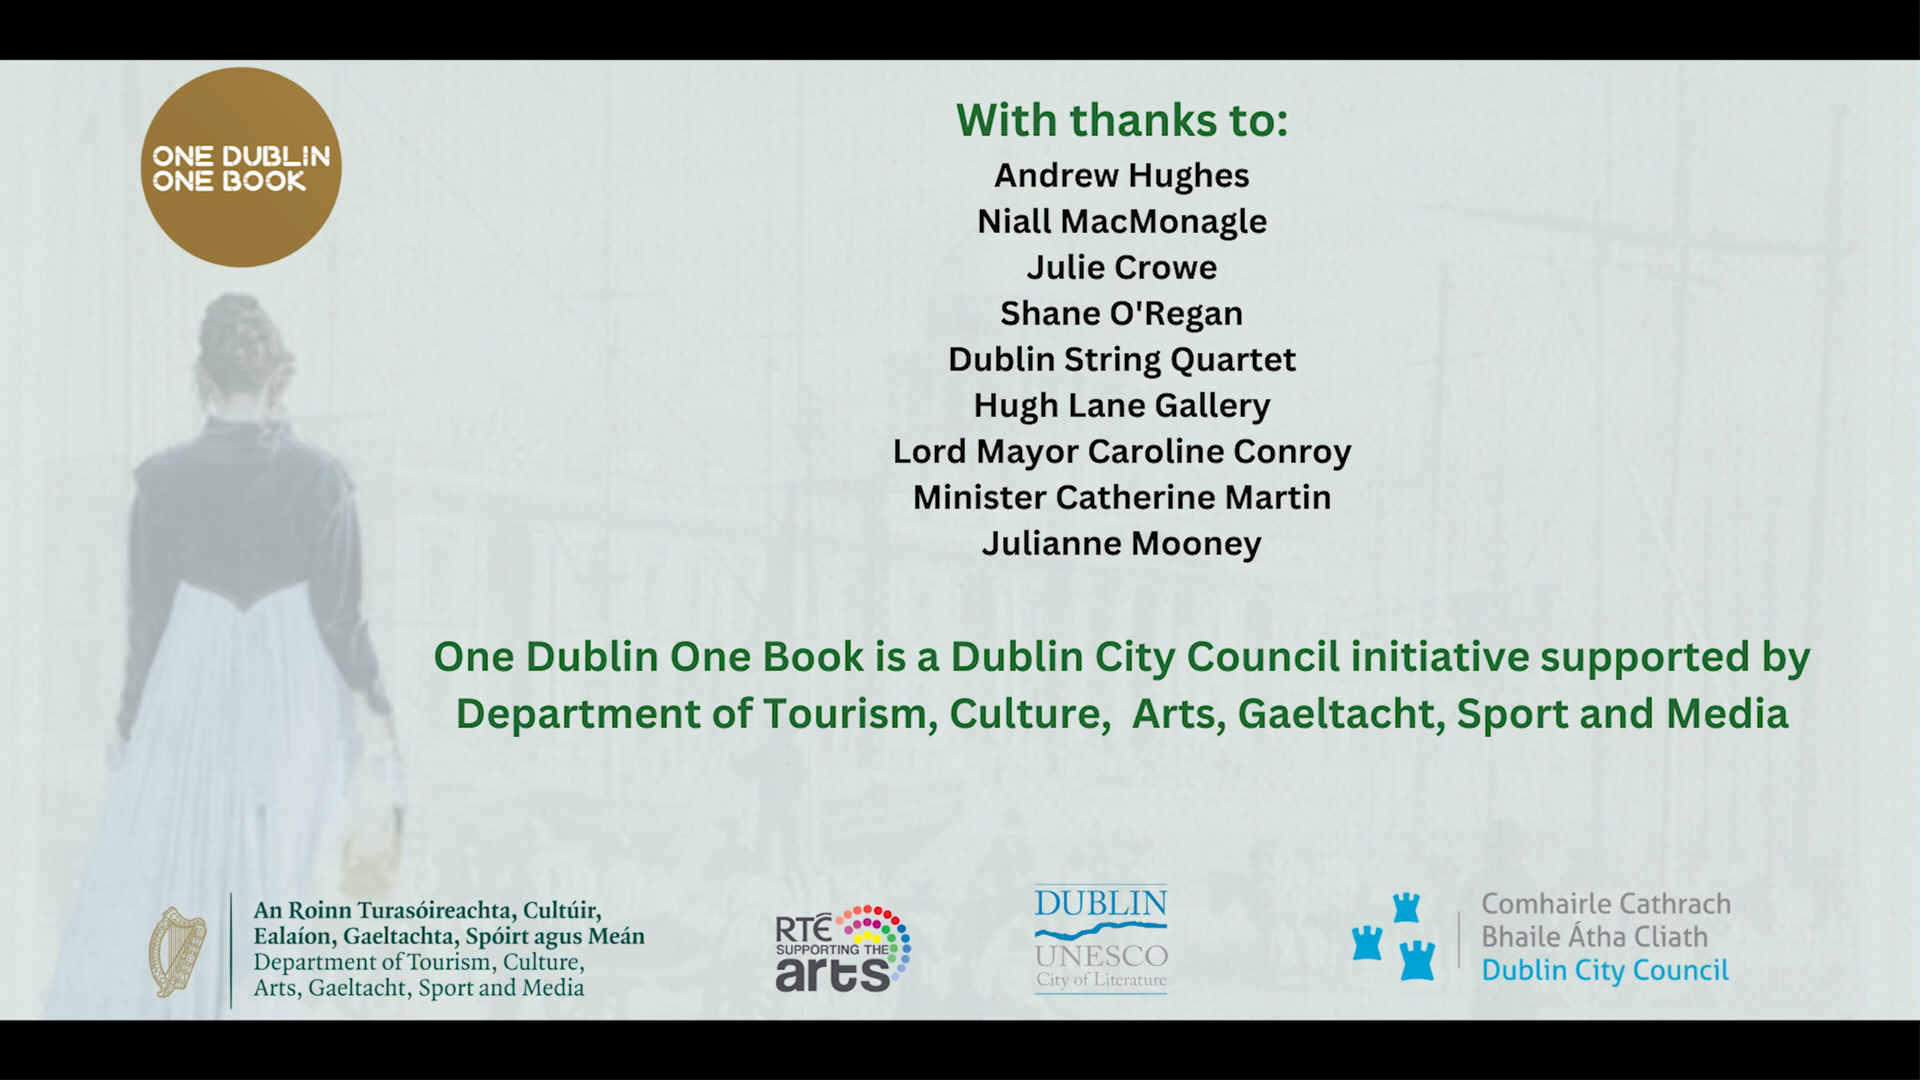 ONE DUBLIN
ONE BOOK
With thanks to:
Andrew Hughes
Niall MacMonagle
Julie Crowe
Shane O'Regan
Dublin String Quartet
Hugh Lane Gallery
Lord Mayor Caroline Conroy
Minister Catherine Martin
Julianne Mooney
One Dublin One Book is a Dublin City Council initiative supported by
Department of Tourism, Culture,  Arts, Gaeltacht, Sport and Media
An Roinn Turasóireachta, Cultúir,
Ealaíon, Gaeltachta, Spóirt agus Meán
Department of Tourism, Culture,
Arts, Gaeltacht, Sport and Media
RTÉ
SUPPORTING THE
arts
DUBLIN
UNESCO
City of Literature
Comhairle Cathrach
Bhaile Átha Cliath
Dublin City Council